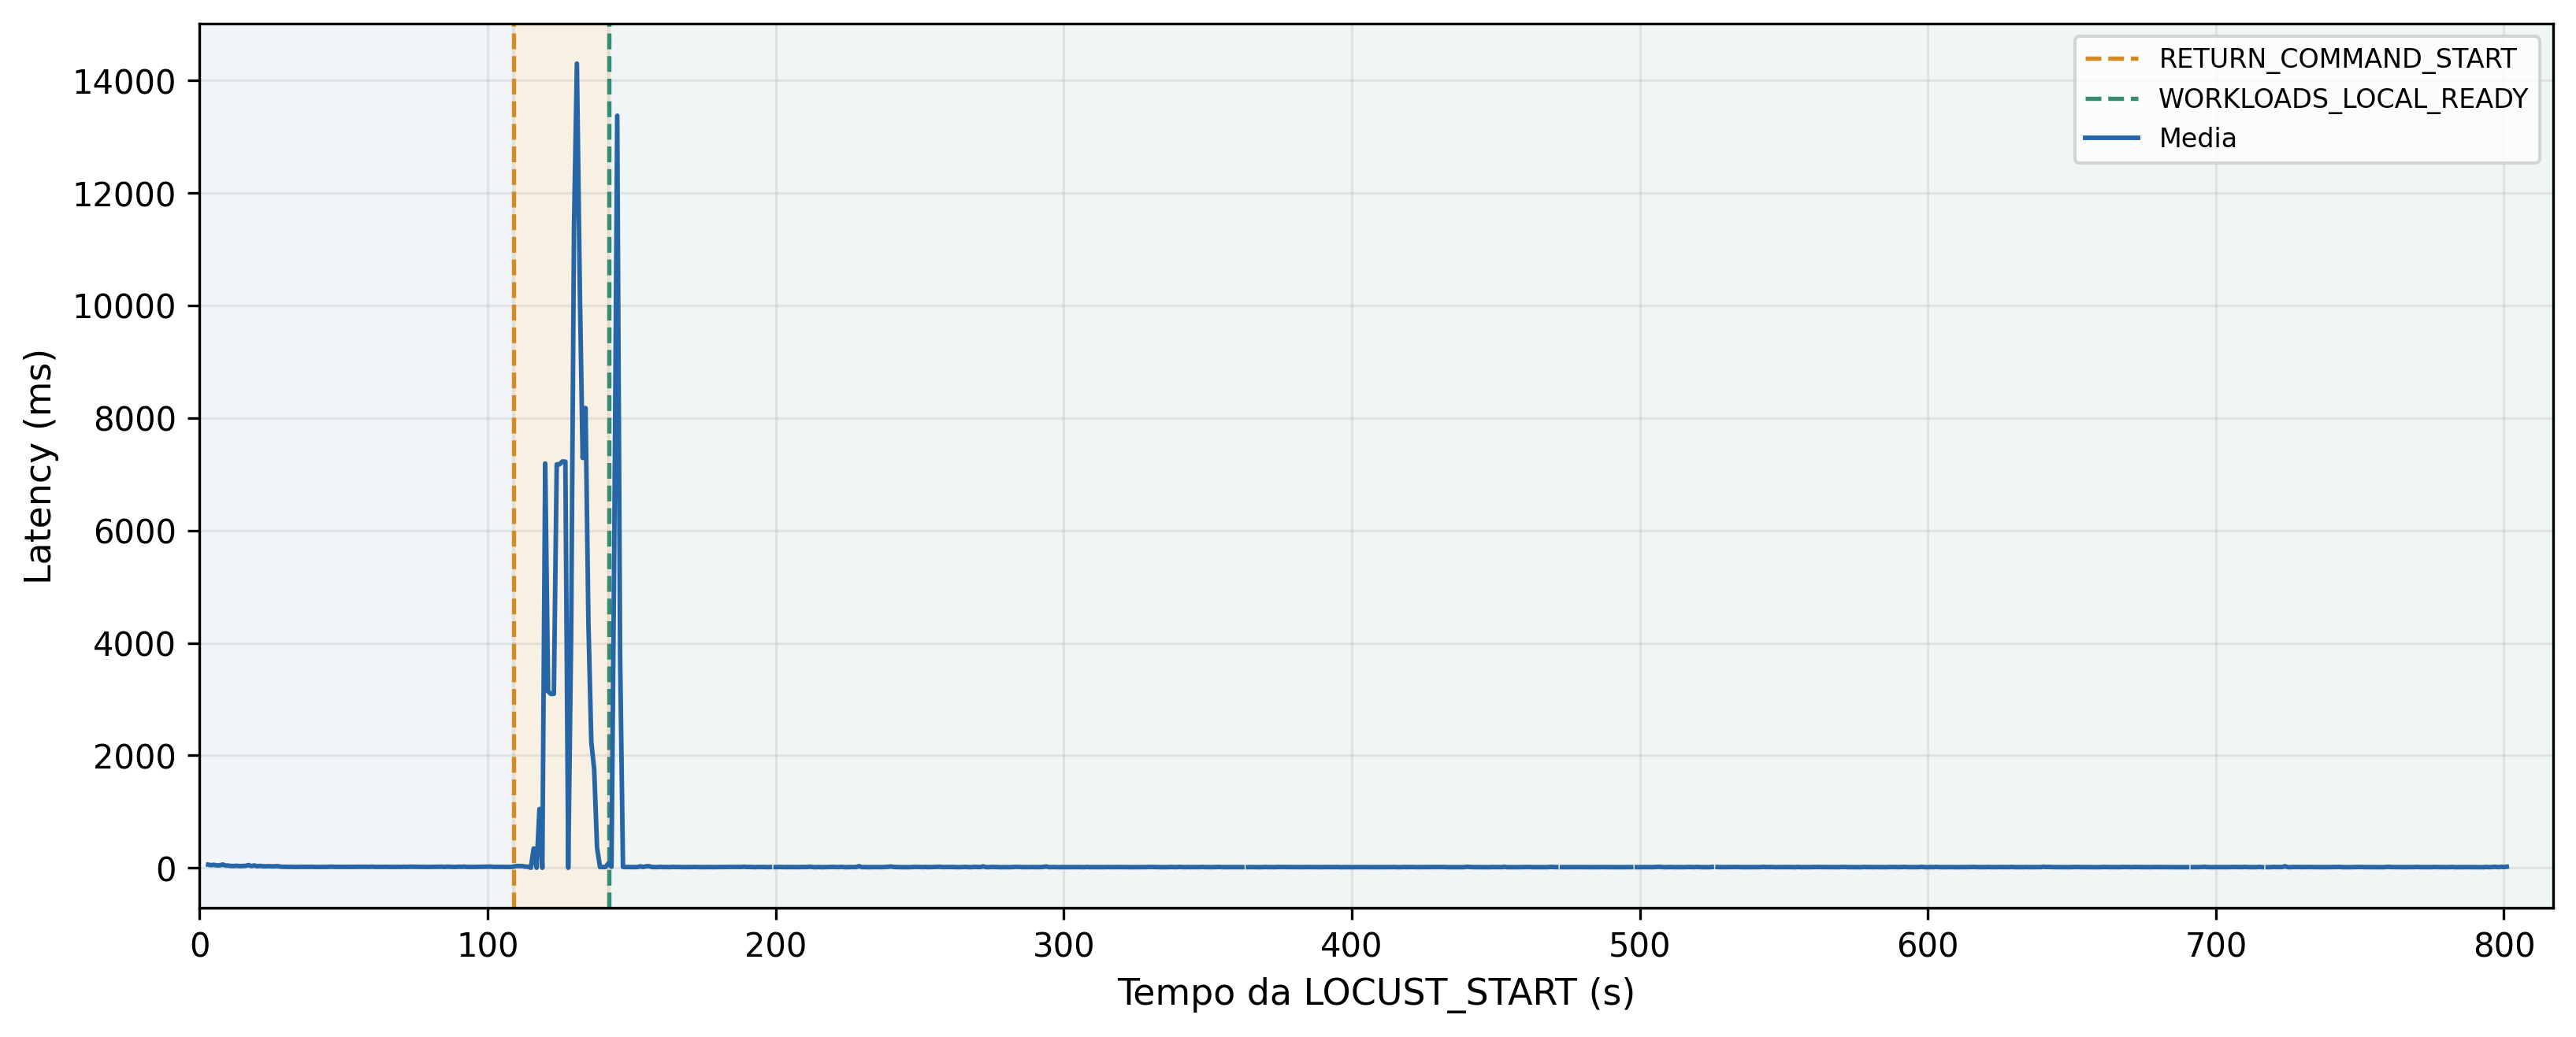 RETURN_COMMAND_START
WORKLOADS_LOCAL_READY
Media
14000
12000
10000
8000
6000
4000
2000
0
Latency (ms)
0 100 200 300 400 500 600 700 800
Tempo da LOCUST_START (s)